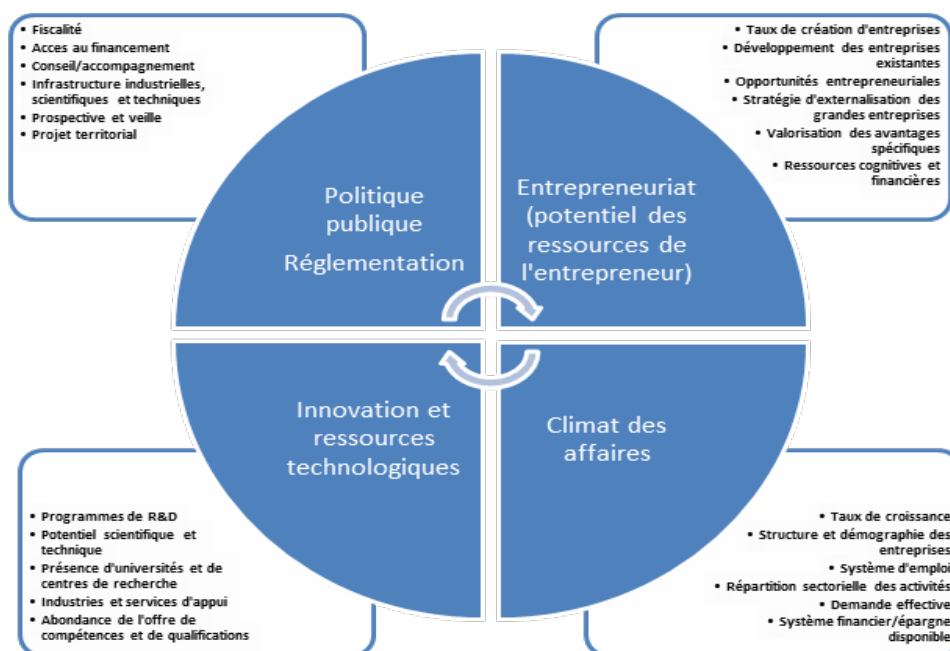 • Fiscalité
• Acces au financement
• Conseil/accompagnement
• Infrastructure industrielles,
scientifiques et techniques
• Prospective et veille
• Projet territorial
• Taux de création d'entreprises
• Développement des entreprises
existantes
• Opportunités entrepreneuriales
• Stratégie d'externalisation des
grandes entreprises
• Valorisation des avantages
spécifiques
• Ressources cognitives et
financières
Politique
publique
Réglementation
Entrepreneuriat
(potentiel des
ressources de
l'entrepreneur)
Innovation et
ressources
technologiques
Climat des
affaires
• Programmes de R&D
• Potentiel scientifique et
technique
• Présence d'universités et de
centres de recherche
• Industries et services d'appui
• Abondance de l'offre de
compétences et de qualifications
• Taux de croissance
• Structure et démographie des
entreprises
• Système d'emploi
• Répartition sectorielle des activités
• Demande effective
• Système financier/épargne
disponible